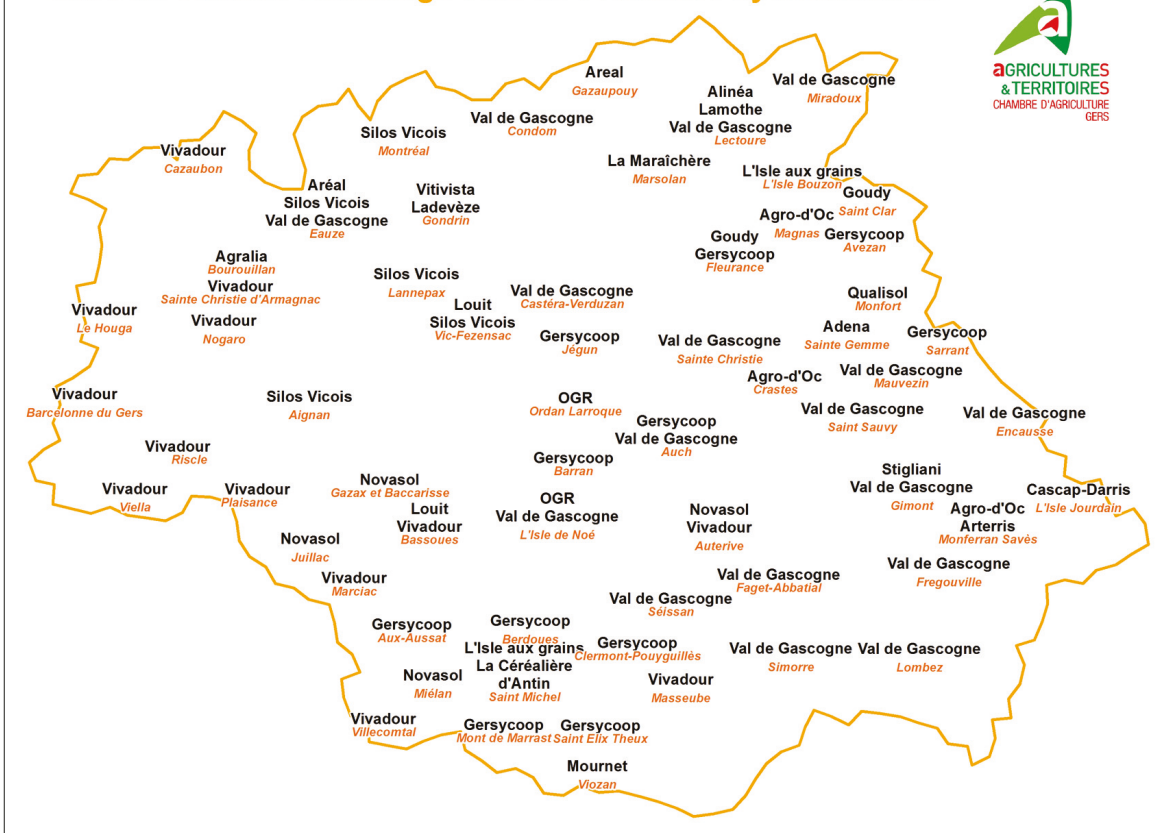 Areal
Gazaupouy
Val de Gascogne
Miradoux
Alinéa
Lamothe
Val de Gascogne
Lectoure
aGRICULTURES
& TERRITOIRES
CHAMBRE D'AGRICULTURE
GERS
Val de Gascogne
Condom
Silos Vicois
Montréal
Vivadour
Cazaubon
La Maraîchère
Marsolan
L'Isle aux grains
L'Isle Bouzon
Goudy
Saint Clar
Aréal
Silos Vicois
Val de Gascogne
Eauze
Vitivista
Ladevèze
Gondrin
Agro-d'Oc
Magnas
Gersycoop
Avezan
Goudy
Gersycoop
Fleurance
Agralia
Bourouillan
Vivadour
Sainte Christie d'Armagnac
Silos Vicois
Lannepax
Val de Gascogne
Castéra-Verduzan
Qualisol
Monfort
Vivadour
Le Houga
Vivadour
Nogaro
Louit
Silos Vicois
Vic-Fezensac
Gersycoop
Jégun
Val de Gascogne
Sainte Christie
Adena
Sainte Gemme
Gersycoop
Sarrant
Agro-d'Oc
Crastes
Val de Gascogne
Mauvezin
Vivadour
Barcelonne du Gers
Silos Vicois
Aignan
OGR
Ordan Larroque
Val de Gascogne
Saint Sauvy
Val de Gascogne
Encausse
Gersycoop
Val de Gascogne
Auch
Vivadour
Riscle
Gersycoop
Barran
Stigliani
Val de Gascogne
Gimont
Vivadour
Viella
Vivadour
Plaisance
Novasol
Gazax et Baccarisse
Cascap-Darris
L'Isle Jourdain
OGR
Val de Gascogne
L'Isle de Noé
Louit
Vivadour
Bassoues
Novasol
Vivadour
Auterive
Agro-d'Oc
Arterris
Monferran Savès
Novasol
Juillac
Val de Gascogne
Fregouville
Vivadour
Marciac
Val de Gascogne
Faget-Abbatial
Val de Gascogne
Séissan
Gersycoop
Aux-Aussat
Gersycoop
Berdoues
L'Isle aux grains
La Céréalière
d'Antin
Saint Michel
Gersycoop
Clermont-Pouyguillès
Val de Gascogne
Simorre
Val de Gascogne
Lombez
Novasol
Miélan
Vivadour
Masseube
Vivadour
Villecomtal
Gersycoop
Mont de Marrast
Gersycoop
Saint Elix Theux
Mournet
Viozan